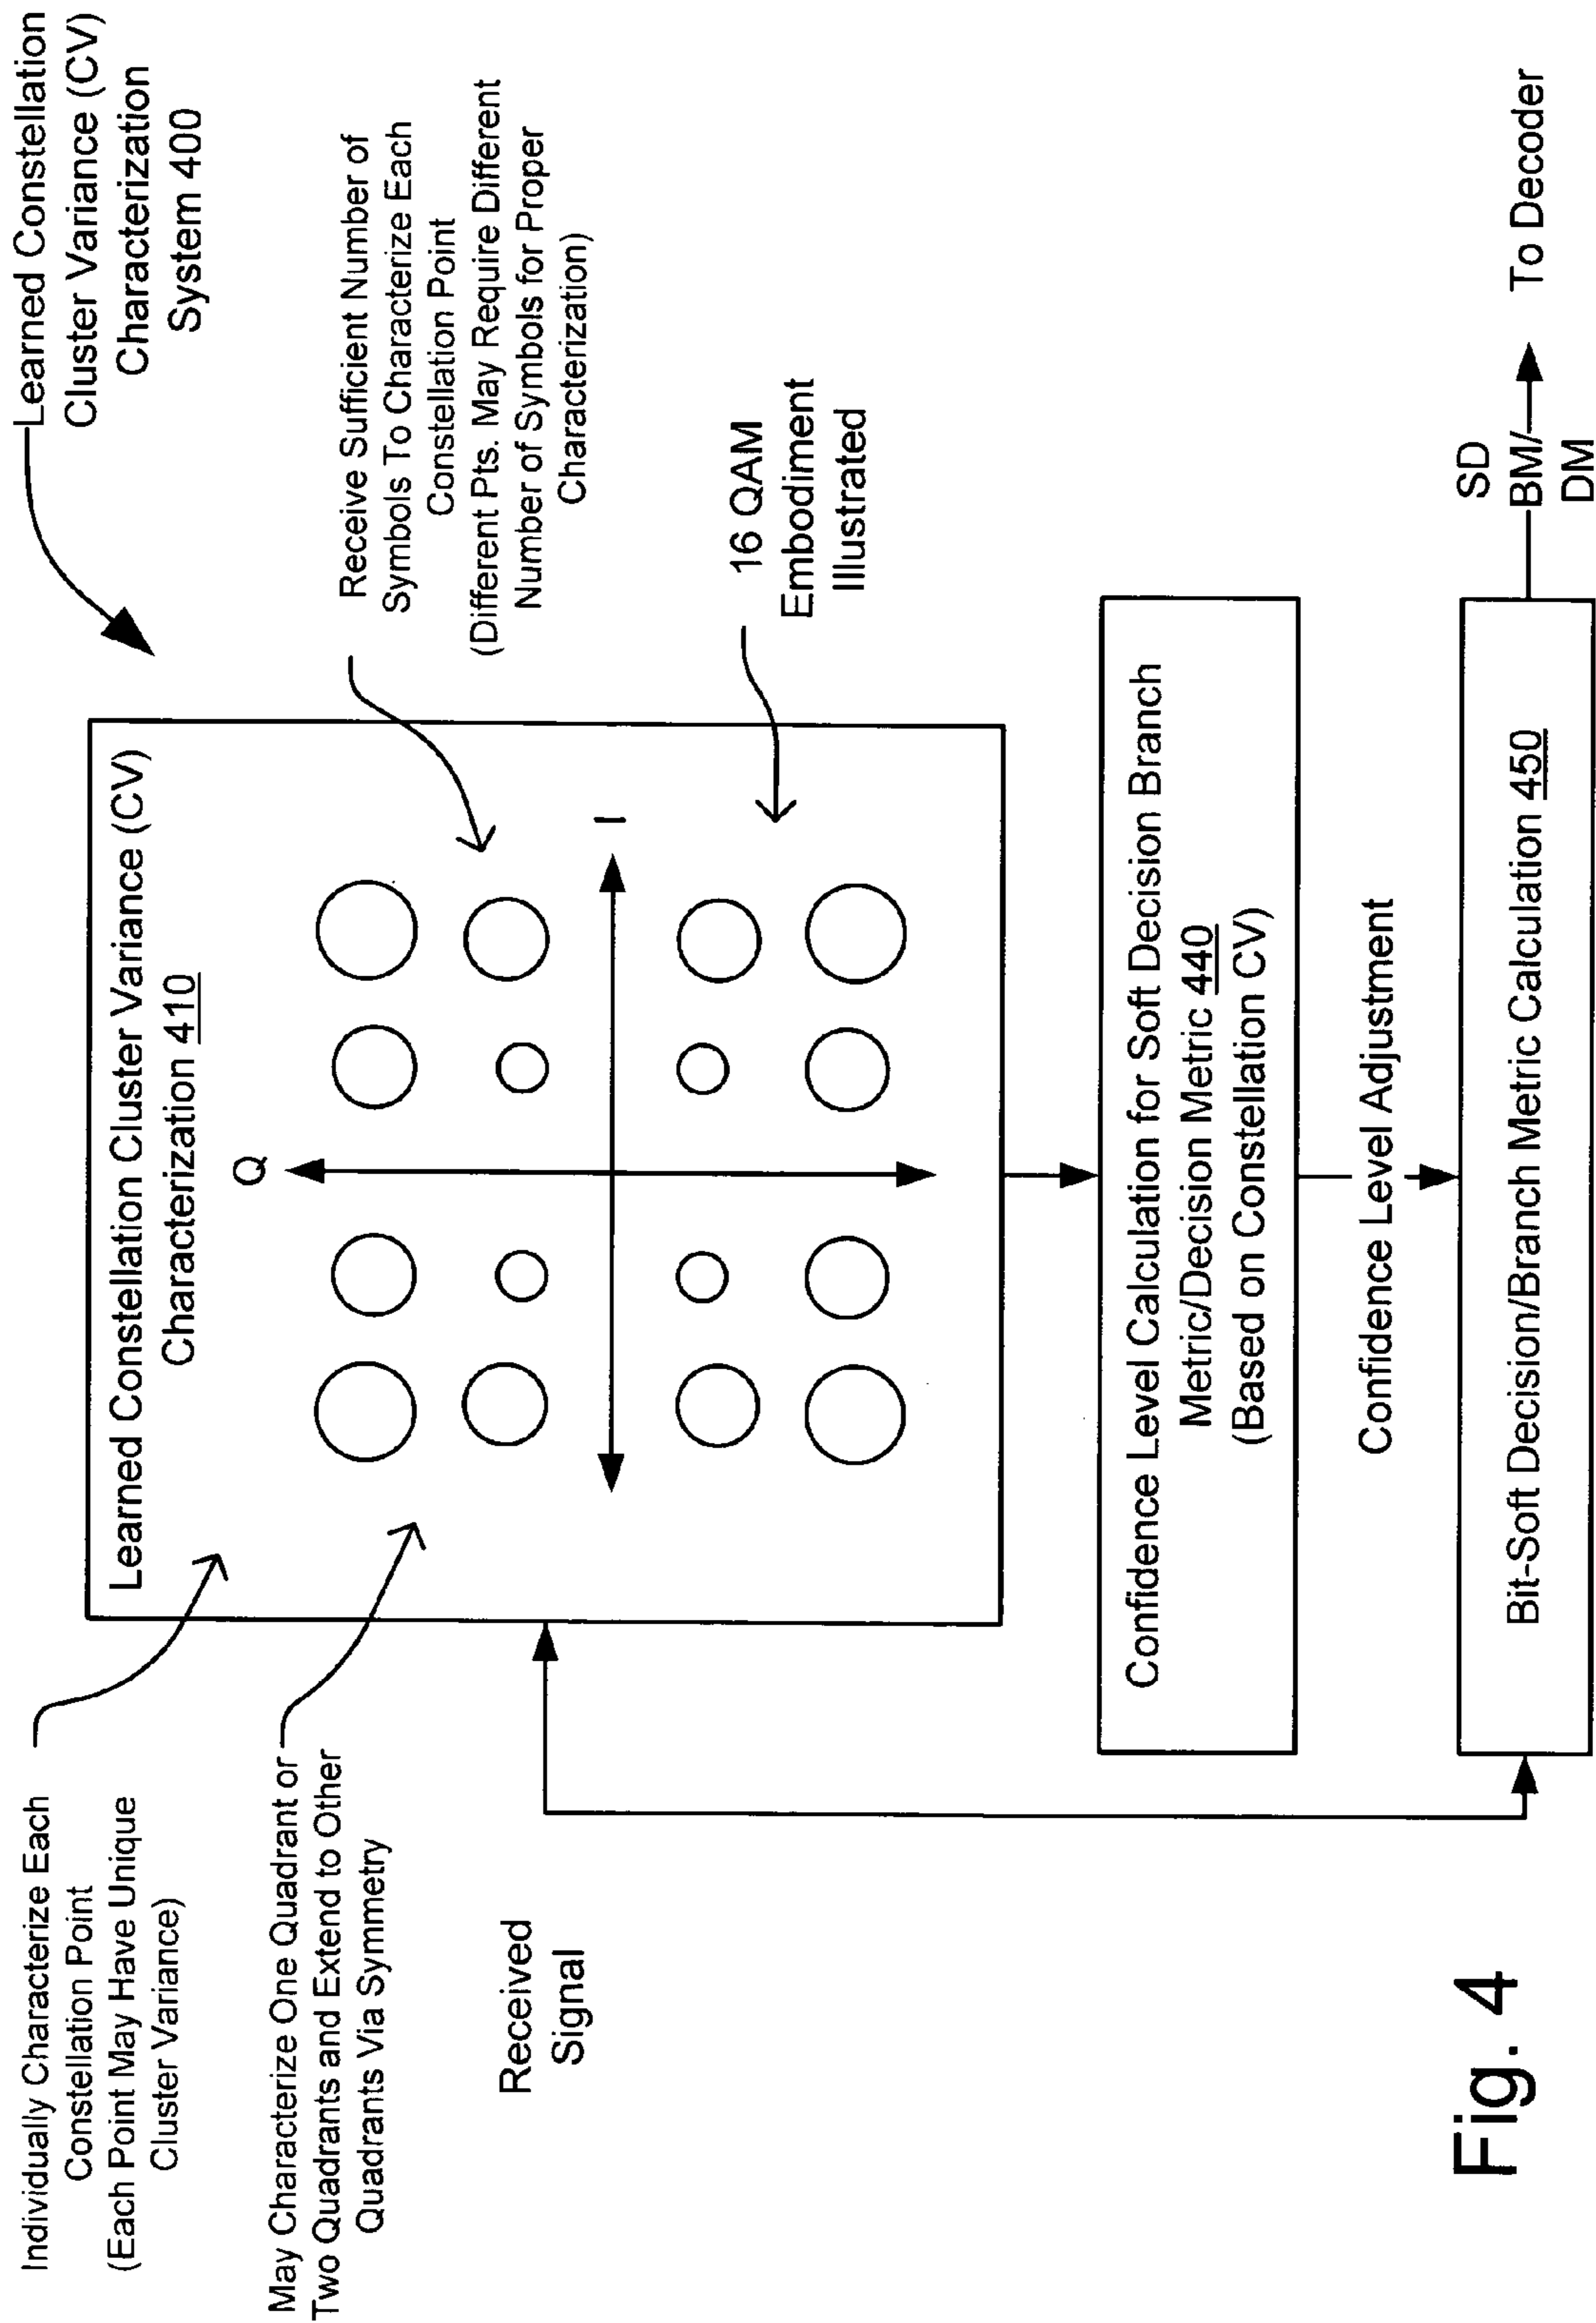 Learned Constellation
Cluster Variance (CV)
Characterization
System 400
Individually Characterize Each
Constellation Point
(Each Point May Have Unique
Cluster Variance)
May Characterize One Quadrant or
Two Quadrants and Extend to Other
Quadrants Via Symmetry
Learned Constellation Cluster Variance (CV)
Characterization 410
Q
I
Receive Sufficient Number of
Symbols To Characterize Each
Constellation Point
(Different Pts. May Require Different
Number of Symbols for Proper
Characterization)
16 QAM
Embodiment
Illustrated
Received
Signal
Confidence Level Calculation for Soft Decision Branch
Metric/Decision Metric 440
(Based on Constellation CV)
Confidence Level Adjustment
Bit-Soft Decision/Branch Metric Calculation 450
SD
BM/
DM
To Decoder
Fig. 4